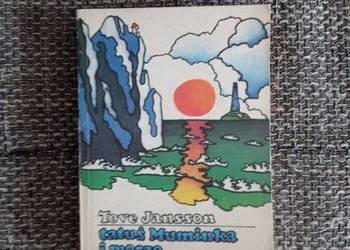 Tove Jansson
tatuś Muminka
i morze